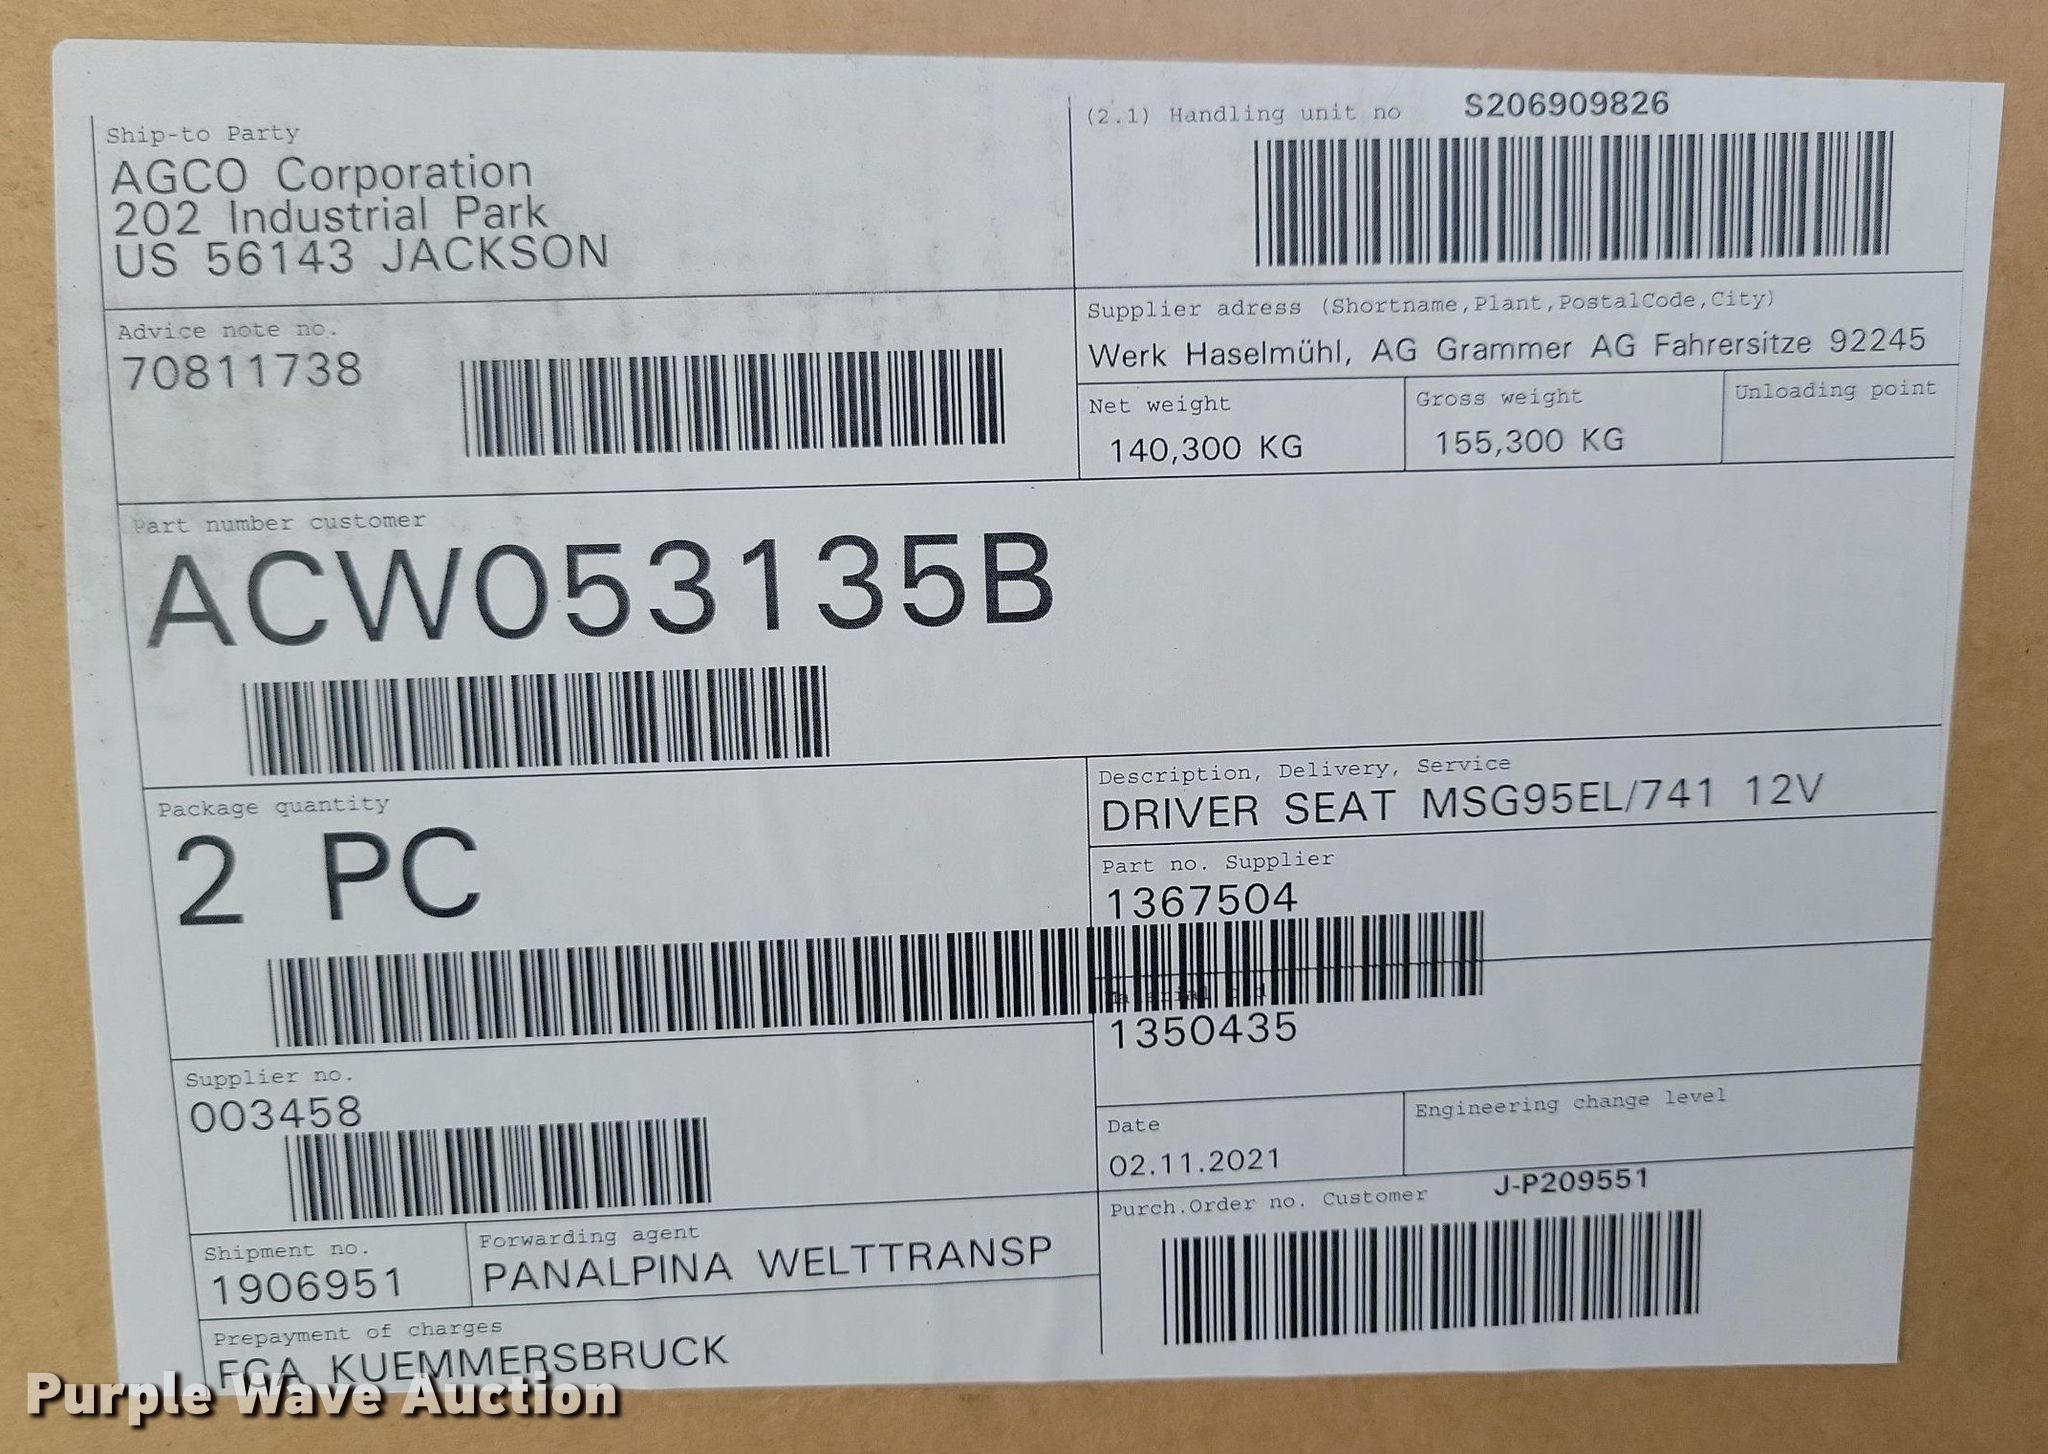 Ship-to Party
AGCO Corporation
202 Industrial Park
US 56143 JACKSON
(2.1) Handling unit no S206909826
Advice note no.
70811738
Supplier adress (Shortname,Plant,PostalCode,City)
Werk Haselmühl, AG Grammer AG Fahrersitze 92245
Net weight
140,300 KG
Gross weight
155,300 KG
Unloading point
Part number customer
ACW053135B
Package quantity
2 PC
Description, Delivery, Service
DRIVER SEAT MSG95EL/741 12V
Part no. Supplier
1367504
1350435
Supplier no.
003458
Date
02.11.2021
Engineering change level
Shipment no.
1906951
Forwarding agent
PANALPINA WELTTRANSP
Purch.Order no. Customer J-P209551
Prepayment of charges
FCA KUEMMERSBRUCK
Purple Wave Auction